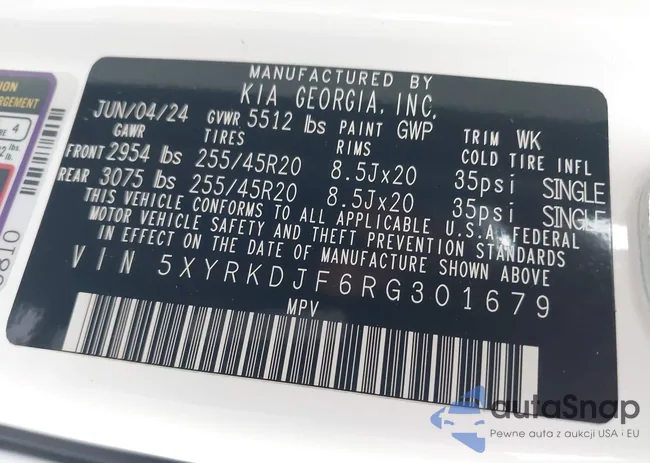 MANUFACTURED BY
KIA GEORGIA, INC.
JUN/04/24 GVWR 5512 lbs PAINT GWP TRIM WK
GAWR TIRES RIMS COLD TIRE INFL
FRONT 2954 lbs 255/45R20 8.5Jx20 35psi SINGLE
REAR 3075 lbs 255/45R20 8.5Jx20 35psi SINGLE
THIS VEHICLE CONFORMS TO ALL APPLICABLE U.S.A. FEDERAL
MOTOR VEHICLE SAFETY AND THEFT PREVENTION STANDARDS
IN EFFECT ON THE DATE OF MANUFACTURE SHOWN ABOVE
VIN 5XYRKDJF6RG301679
MPV
autaSnap
Pewne auta z aukcji USA i EU